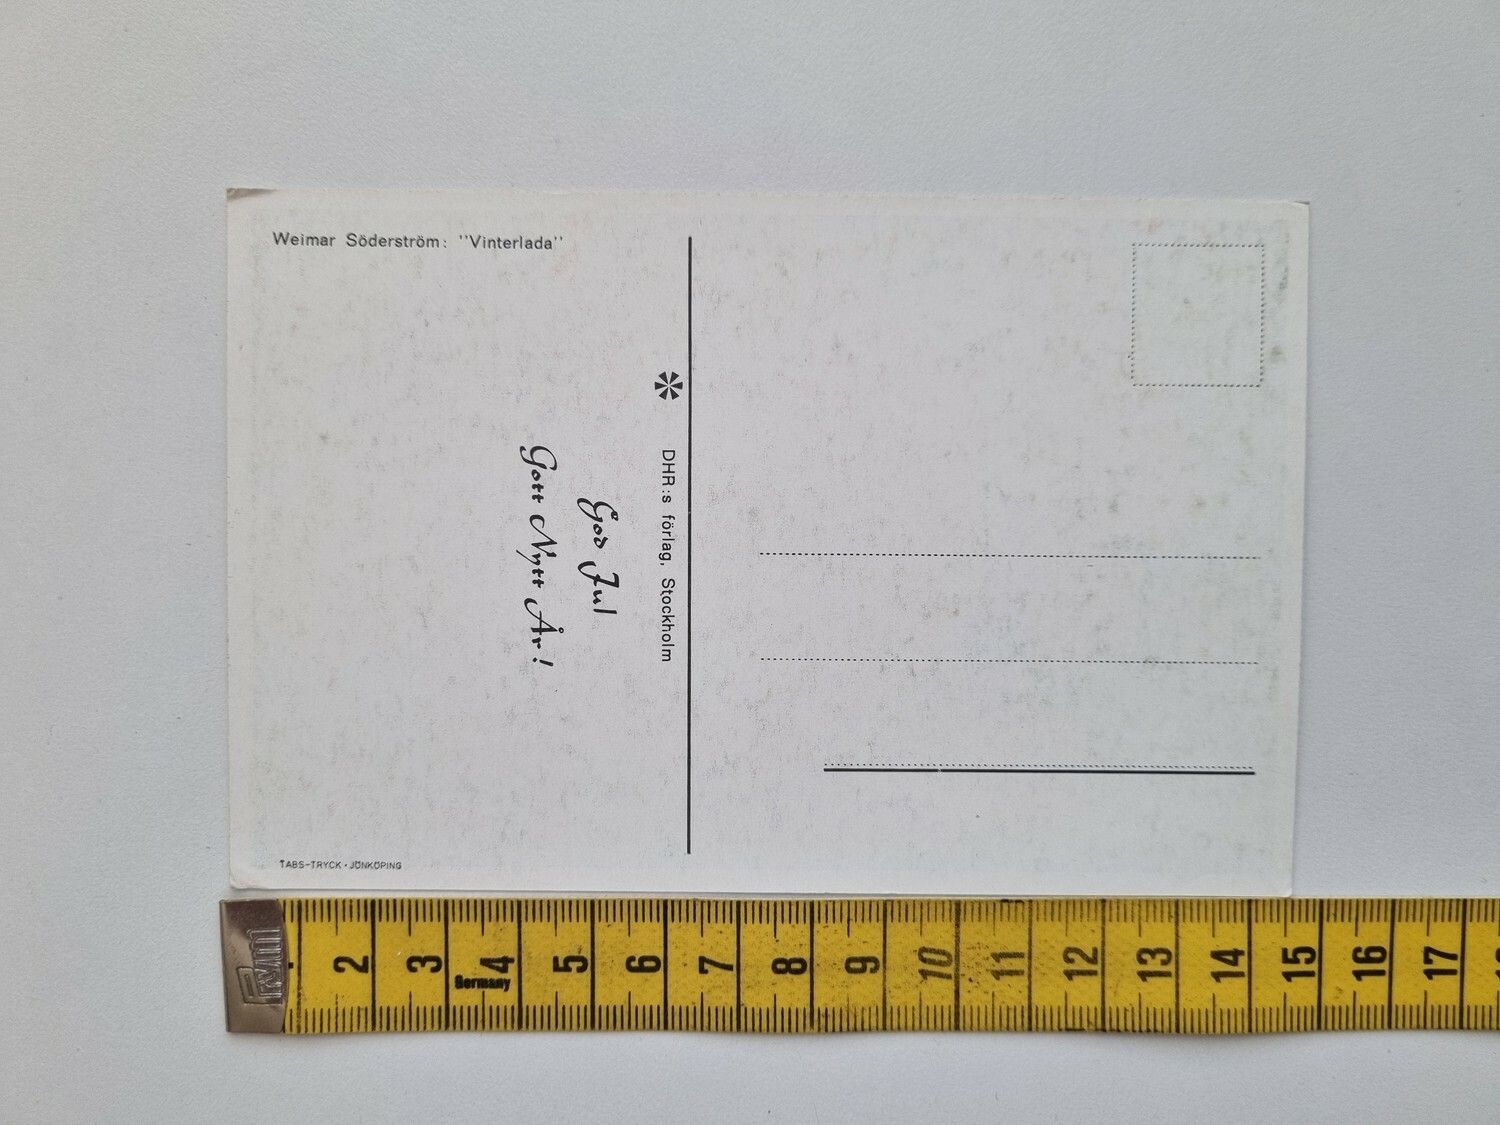 Weimar Söderström: ”Vinterlada”
DHR:s förlag, Stockholm
God Jul
Gott Nytt År!
TABS-TRYCK · JÖNKÖPING
Prym
Germany
2 3 4 5 6 7 8 9 10 11 12 13 14 15 16 17